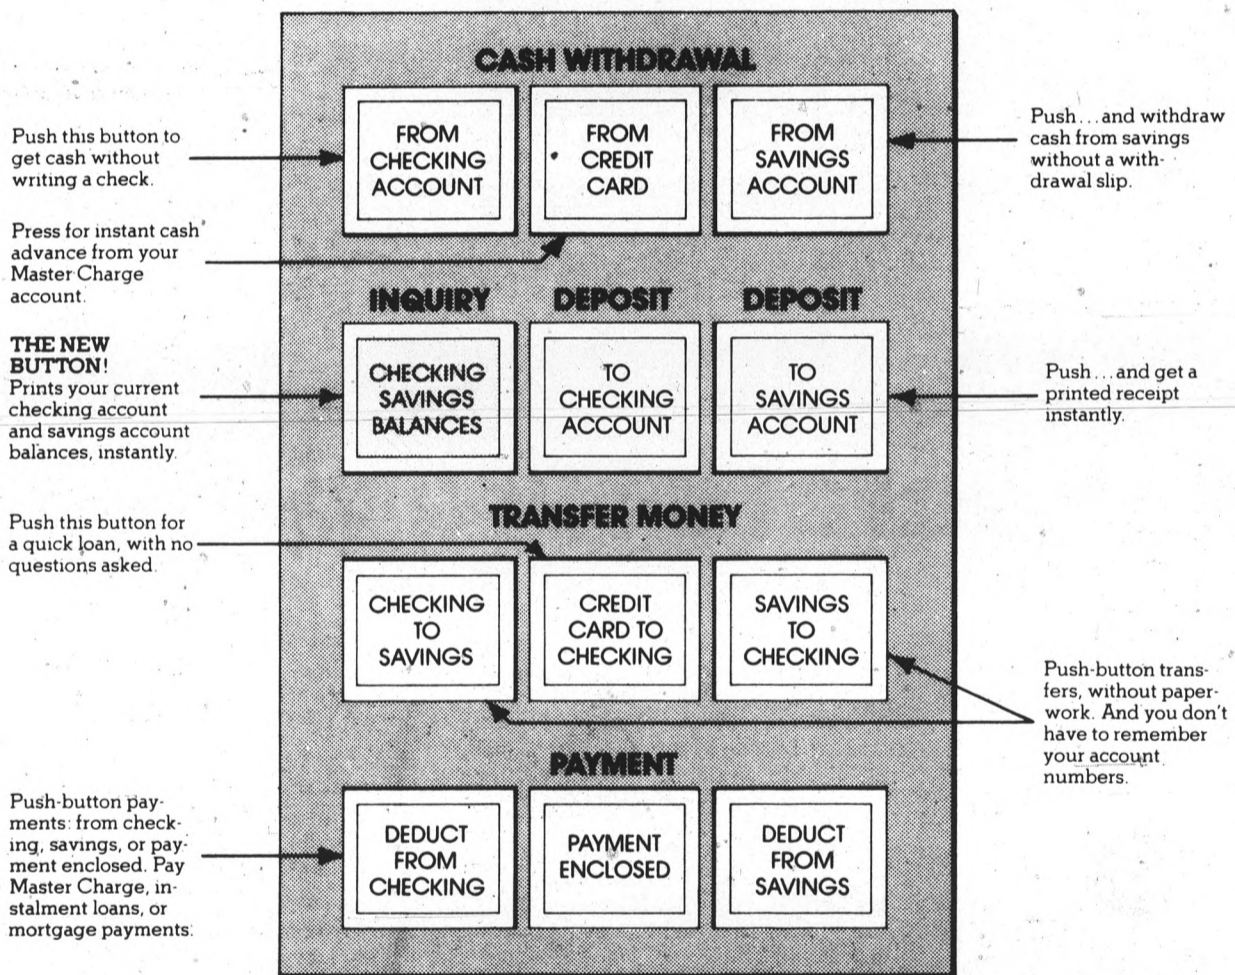 CASH WITHDRAWAL
Push this button to
get cash without
writing a check.
FROM
CHECKING
ACCOUNT
FROM
CREDIT
CARD
FROM
SAVINGS
ACCOUNT
Push...and withdraw
cash from savings
without a with-
drawal slip.
Press for instant cash
advance from your
Master Charge
account.
INQUIRY
DEPOSIT
DEPOSIT
THE NEW
BUTTON!
Prints your current
checking account
and savings account
balances, instantly.
CHECKING
SAVINGS
BALANCES
TO
CHECKING
ACCOUNT
TO
SAVINGS
ACCOUNT
Push...and get a
printed receipt
instantly.
TRANSFER MONEY
Push this button for
a quick loan, with no
questions asked.
CHECKING
TO
SAVINGS
CREDIT
CARD TO
CHECKING
SAVINGS
TO
CHECKING
Push-button trans-
fers, without paper-
work. And you don't
have to remember
your account
numbers.
PAYMENT
Push-button pay-
ments: from check-
ing, savings, or pay-
ment enclosed. Pay
Master Charge, in-
stalment loans, or
mortgage payments.
DEDUCT
FROM
CHECKING
PAYMENT
ENCLOSED
DEDUCT
FROM
SAVINGS